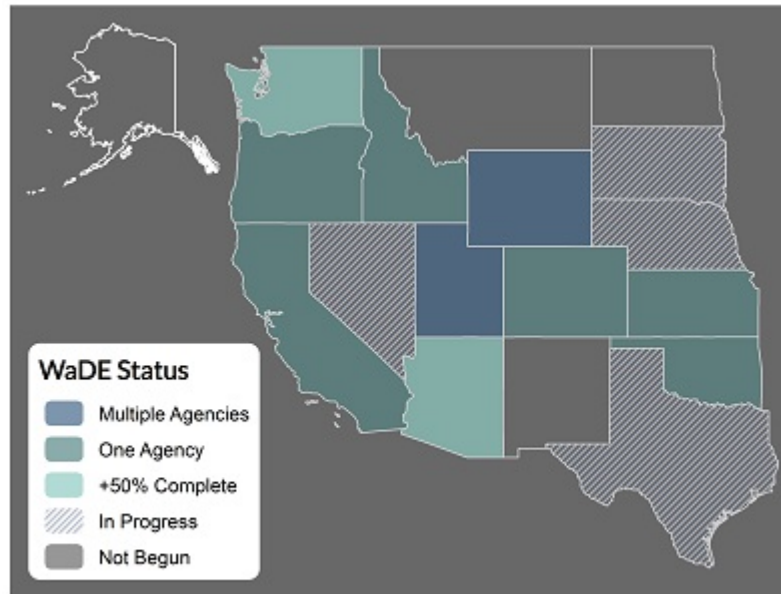 WaDE Status
Multiple Agencies
One Agency
+50% Complete
In Progress
Not Begun